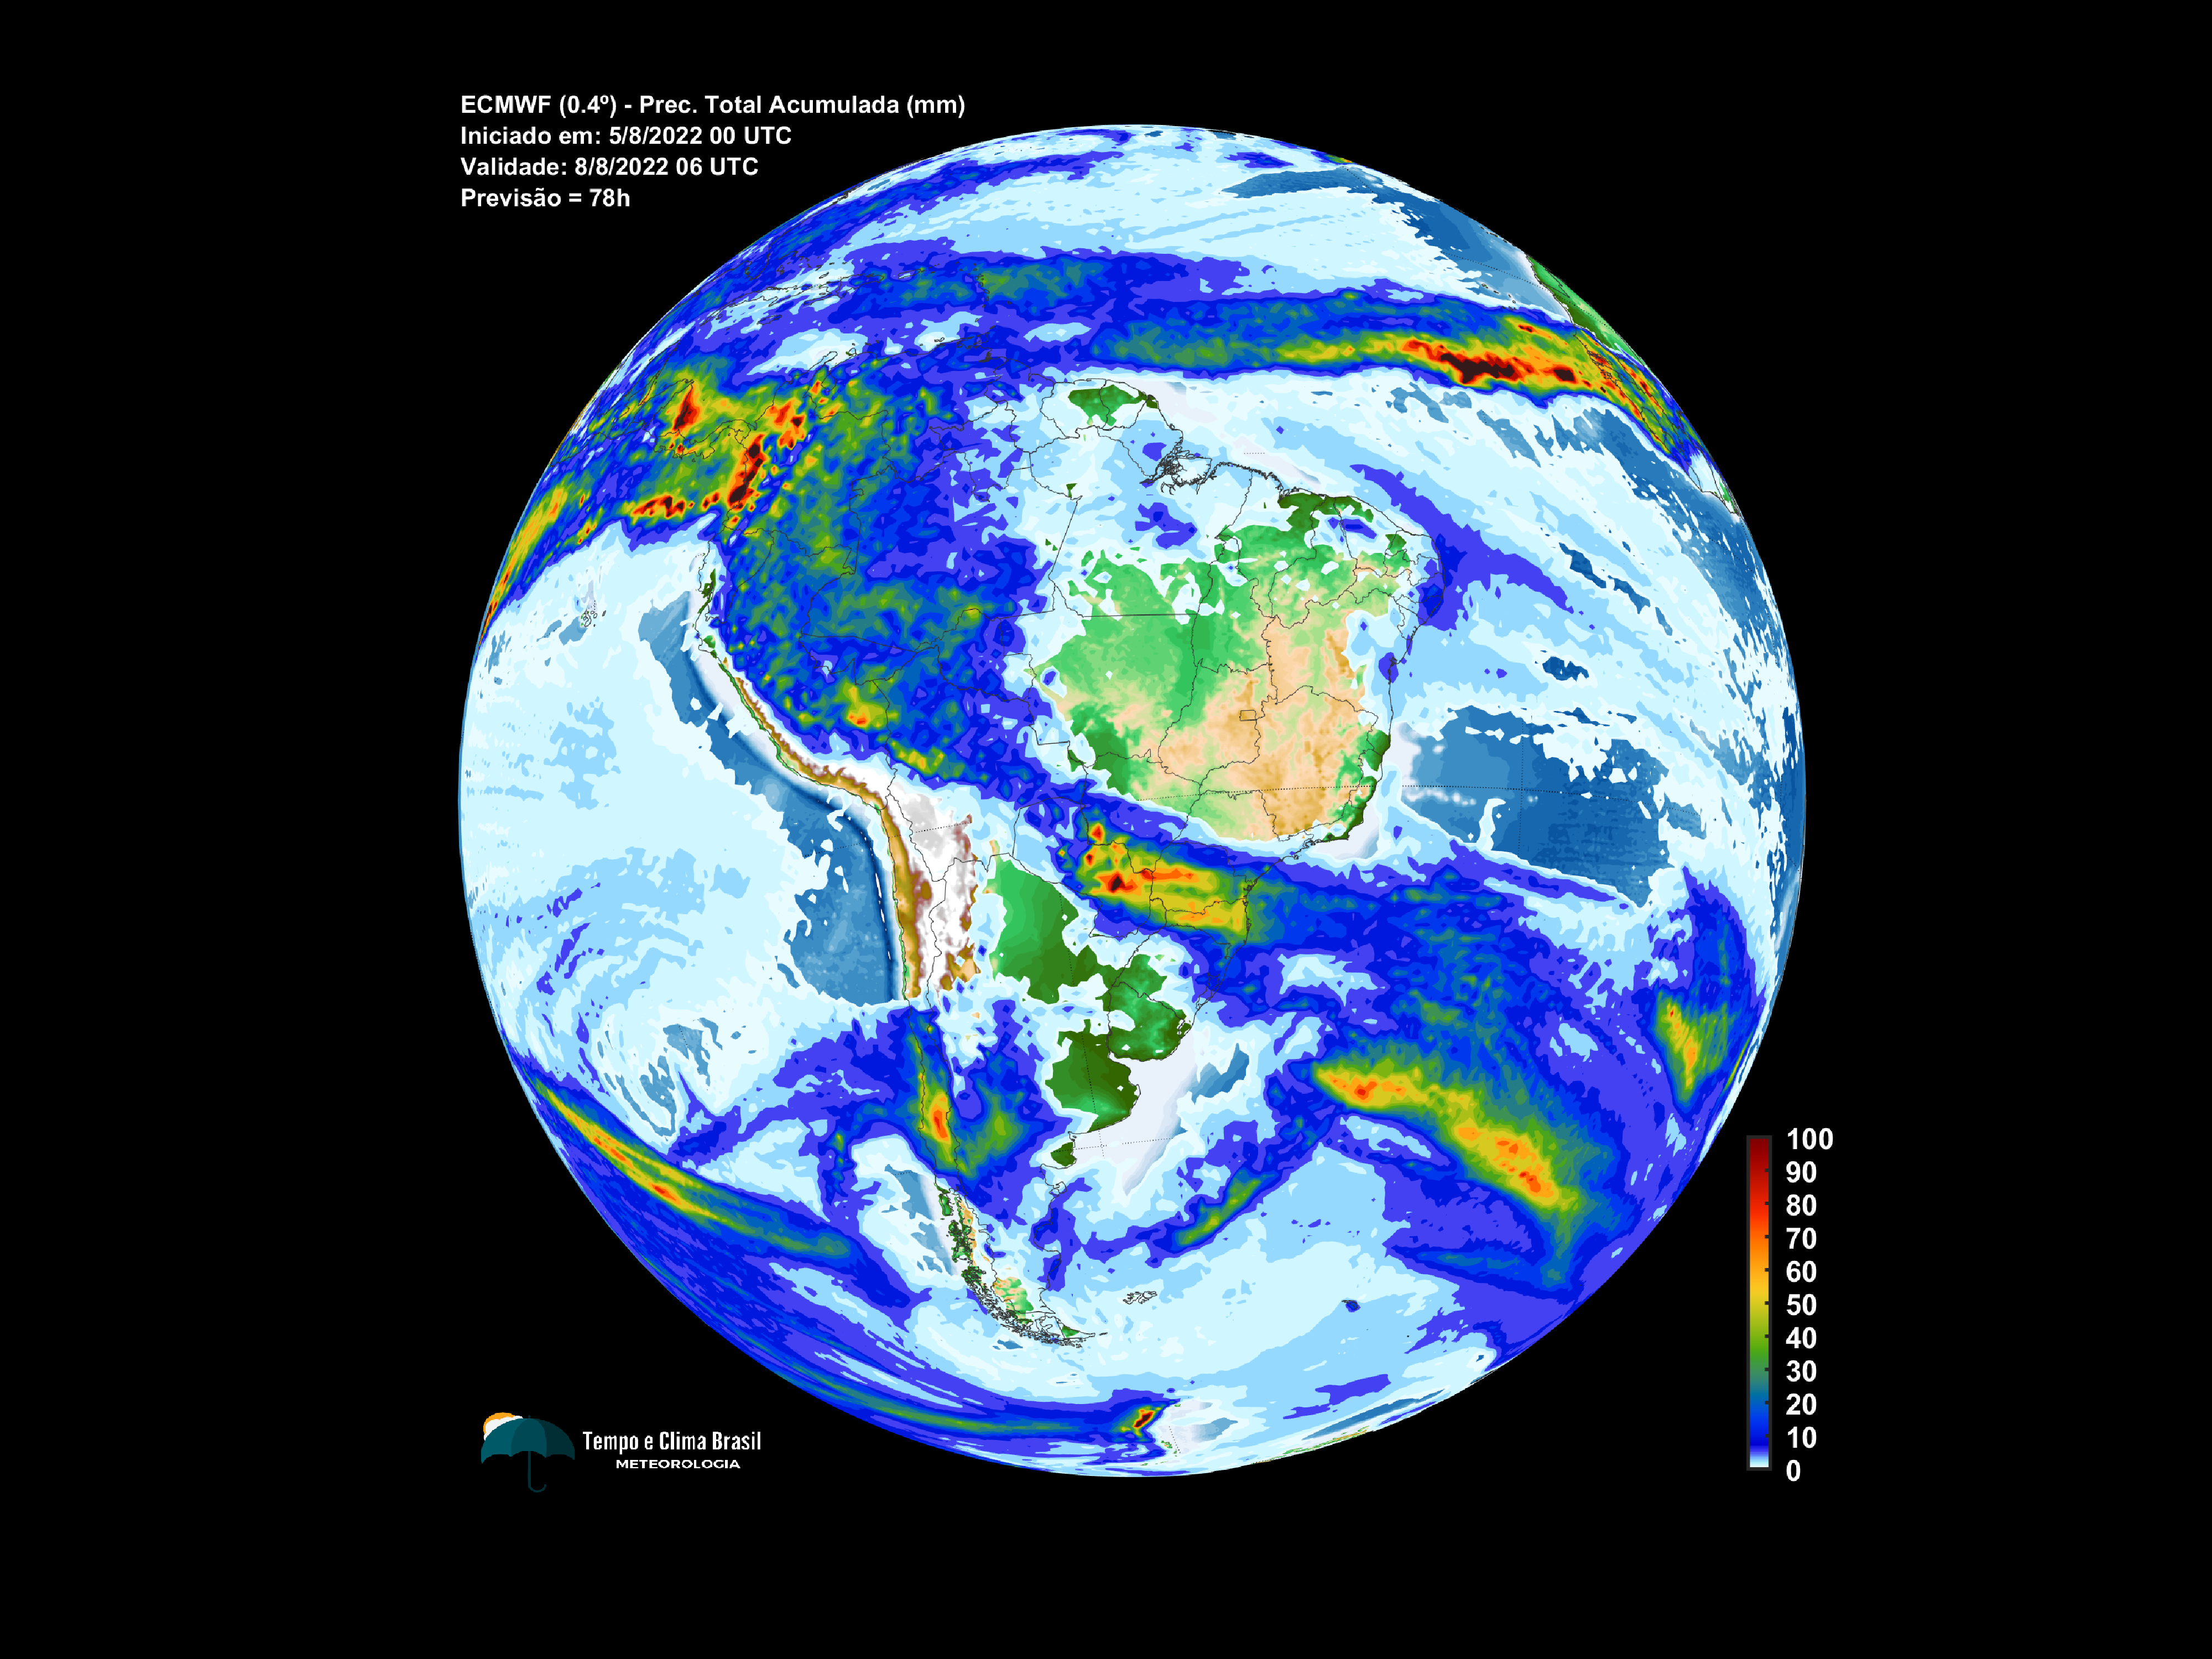 ECMWF (0.4º) - Prec. Total Acumulada (mm)
Iniciado em: 5/8/2022 00 UTC
Validade: 8/8/2022 06 UTC
Previsão = 78h
100
90
80
70
60
50
40
30
20
10
0
Tempo e Clima Brasil
METEOROLOGIA